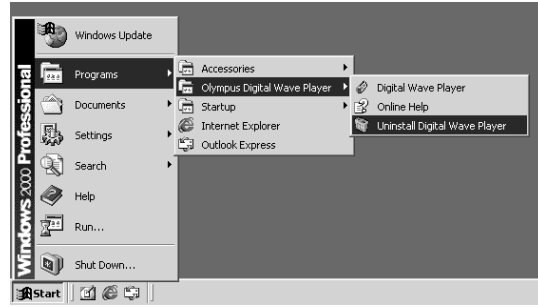 Windows 2000 Professional
Windows Update
Programs
Documents
Settings
Search
Help
Run...
Shut Down...
Accessories
Olympus Digital Wave Player
Startup
Internet Explorer
Outlook Express
Digital Wave Player
Online Help
Uninstall Digital Wave Player
Start